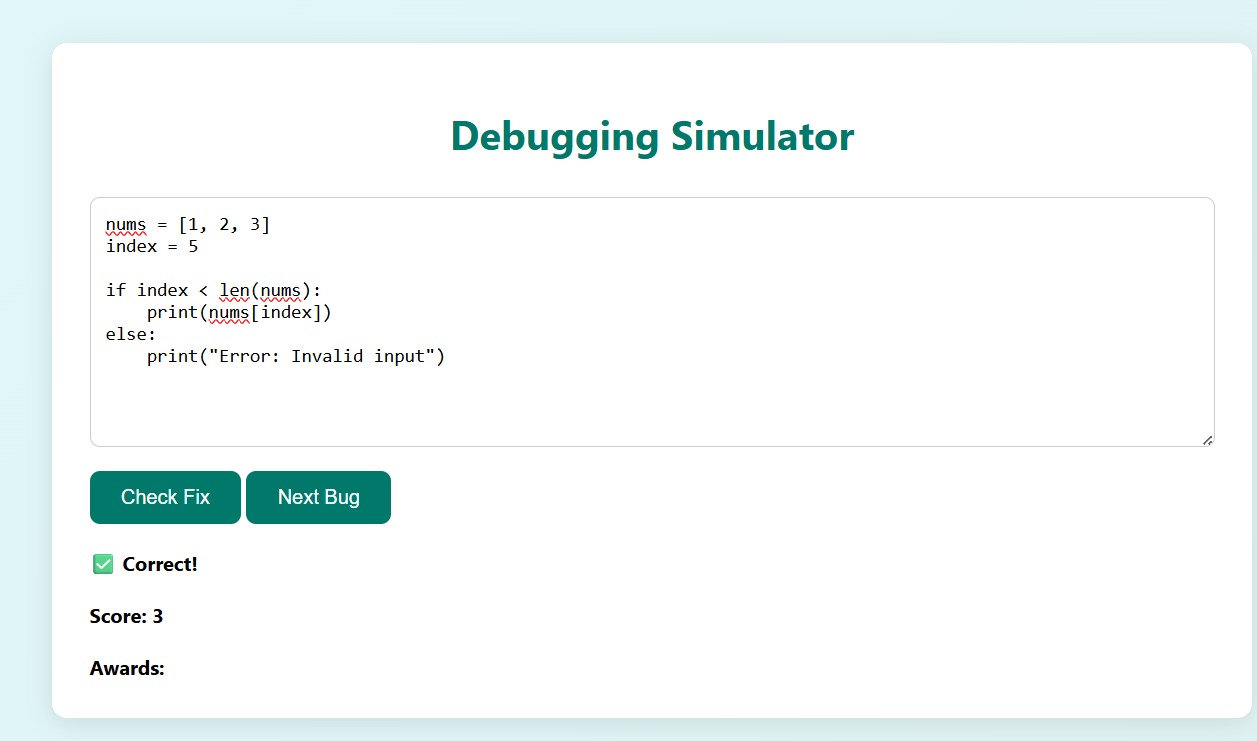 Debugging Simulator
nums = [1, 2, 3]
index = 5
if index < len(nums):
    print(nums[index])
else:
    print("Error: Invalid input")
Check Fix Next Bug
✅ Correct!
Score: 3
Awards: